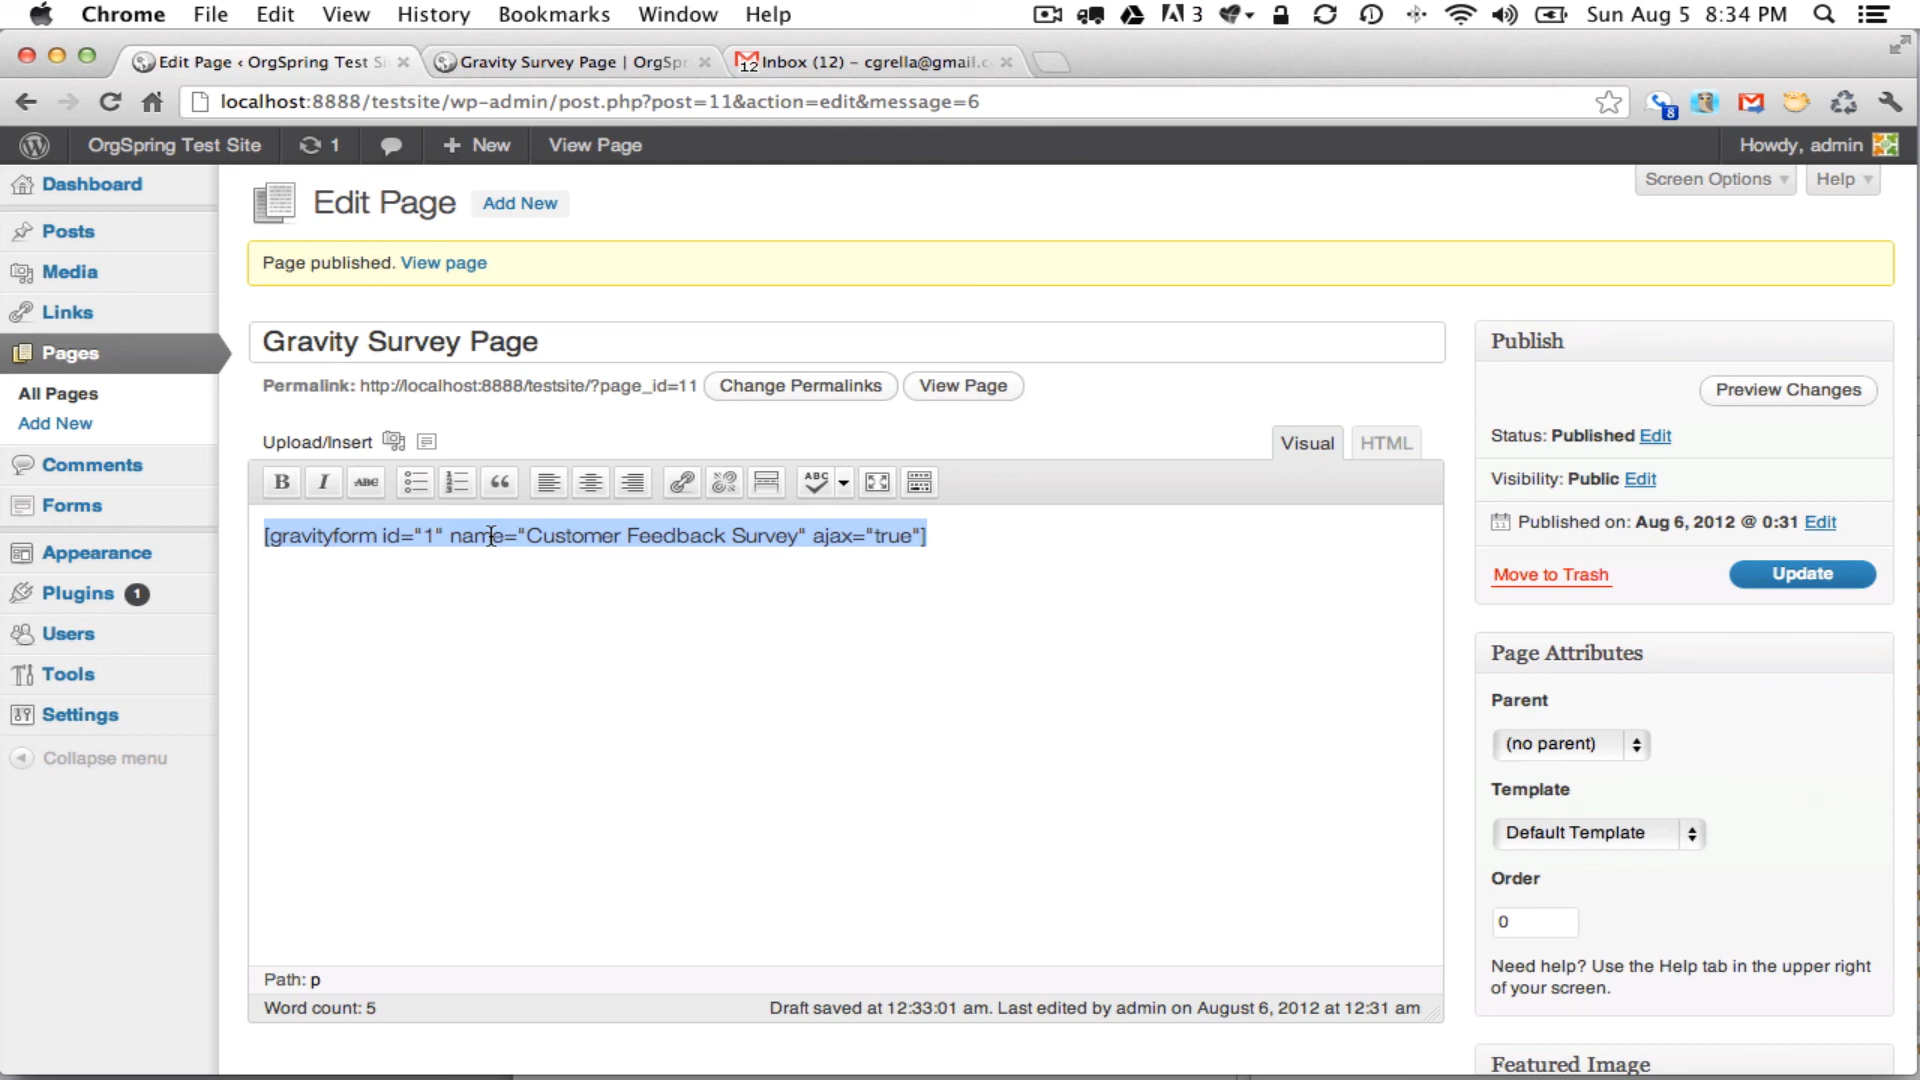 Chrome File Edit View History Bookmarks Window Help 3 Sun Aug 5 8:34 PM
Edit Page ‹ OrgSpring Test Si Gravity Survey Page | OrgSpr 12 Inbox (12) – cgrella@gmail.c
localhost:8888/testsite/wp-admin/post.php?post=11&action=edit&message=6 8
OrgSpring Test Site 1 + New View Page Howdy, admin
Screen Options Help
Dashboard
Posts
Media
Links
Pages
All Pages
Add New
Comments
Forms
Appearance
Plugins 1
Users
Tools
Settings
Collapse menu
Edit Page Add New
Page published. View page
Gravity Survey Page
Permalink: http://localhost:8888/testsite/?page_id=11 Change Permalinks View Page
Upload/Insert Visual HTML
B I ABC ABC
[gravityform id="1" name="Customer Feedback Survey" ajax="true"]
Path: p
Word count: 5 Draft saved at 12:33:01 am. Last edited by admin on August 6, 2012 at 12:31 am
Publish
Preview Changes
Status: Published Edit
Visibility: Public Edit
Published on: Aug 6, 2012 @ 0:31 Edit
Move to Trash Update
Page Attributes
Parent
(no parent)
Template
Default Template
Order
0
Need help? Use the Help tab in the upper right
of your screen.
Featured Image